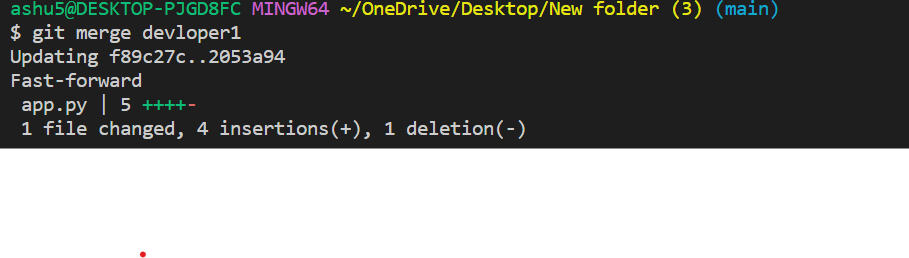 ashu5@DESKTOP-PJGD8FC MINGW64 ~/OneDrive/Desktop/New folder (3) (main)
$ git merge devloper1
Updating f89c27c..2053a94
Fast-forward
 app.py | 5 ++++-
 1 file changed, 4 insertions(+), 1 deletion(-)